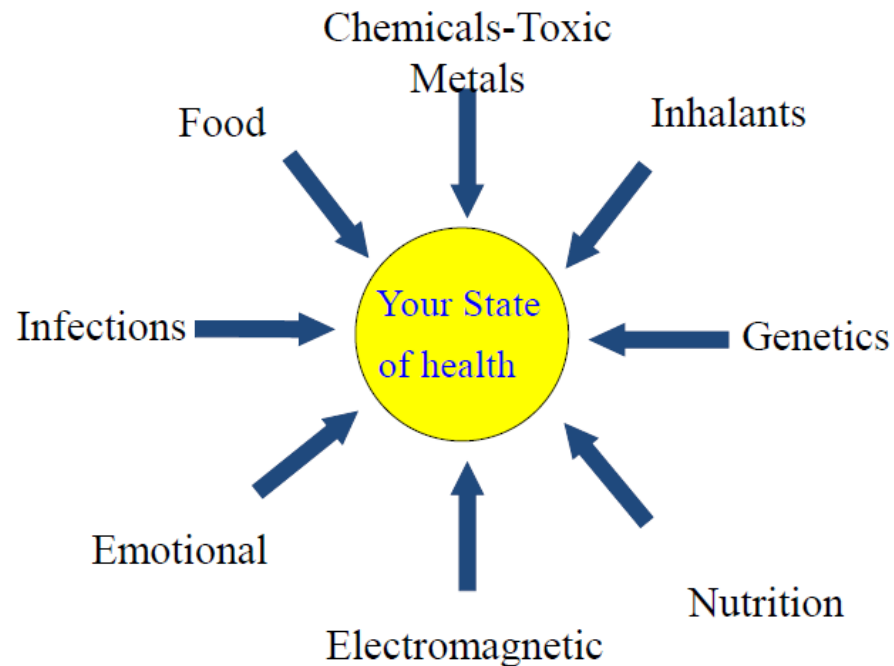 Chemicals-Toxic
Metals
Food
Inhalants
Your State
of health
Infections
Genetics
Emotional
Nutrition
Electromagnetic